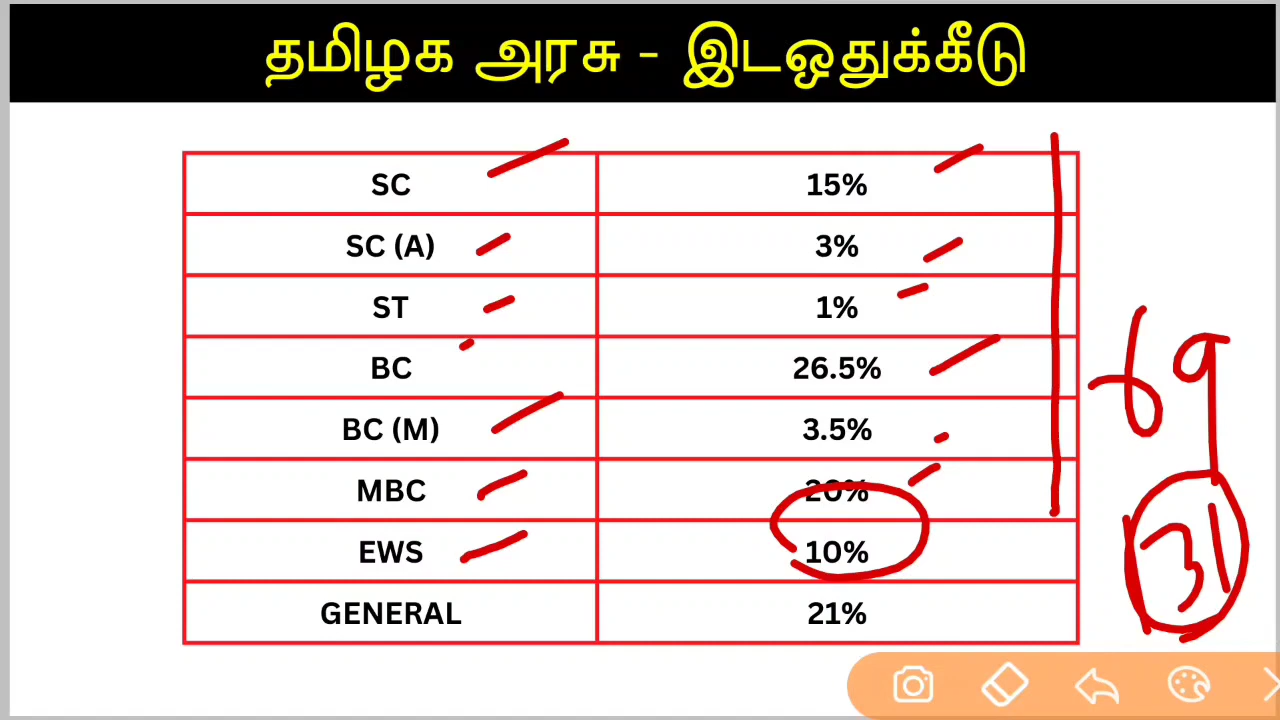 தமிழக அரசு - இடஒதுக்கீடு
SC 15%
SC (A) 3%
ST 1%
BC 26.5%
BC (M) 3.5%
MBC 20%
EWS 10%
GENERAL 21%
69
31